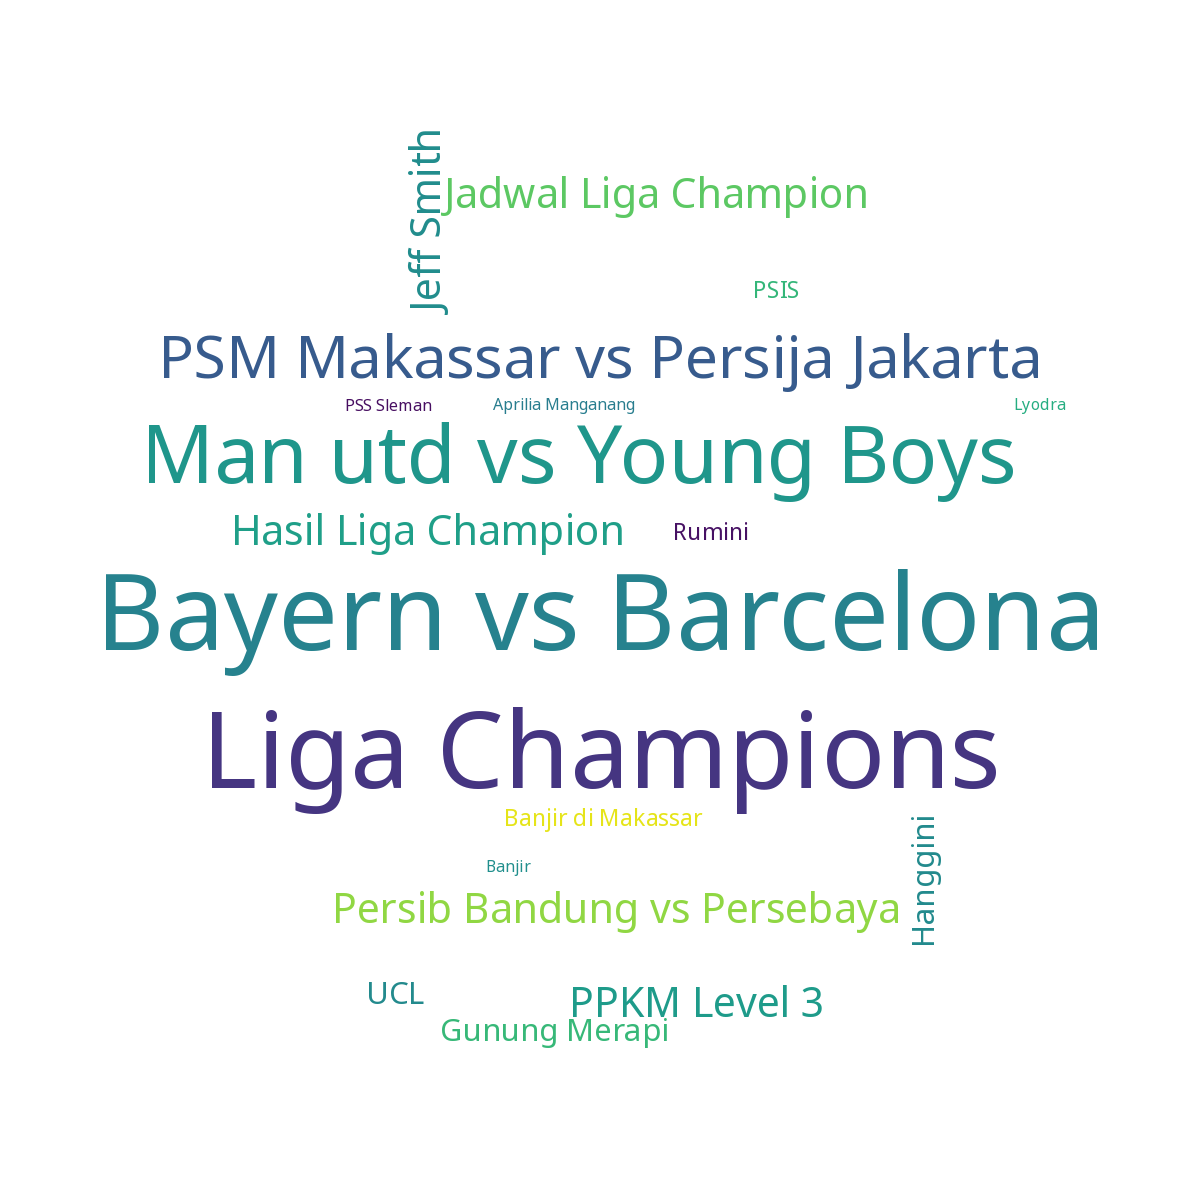 Jeff Smith
Jadwal Liga Champion
PSIS
PSM Makassar vs Persija Jakarta
PSS Sleman
Aprilia Manganang
Lyodra
Man utd vs Young Boys
Hasil Liga Champion
Rumini
Bayern vs Barcelona
Liga Champions
Banjir di Makassar
Hanggini
Banjir
Persib Bandung vs Persebaya
UCL
PPKM Level 3
Gunung Merapi